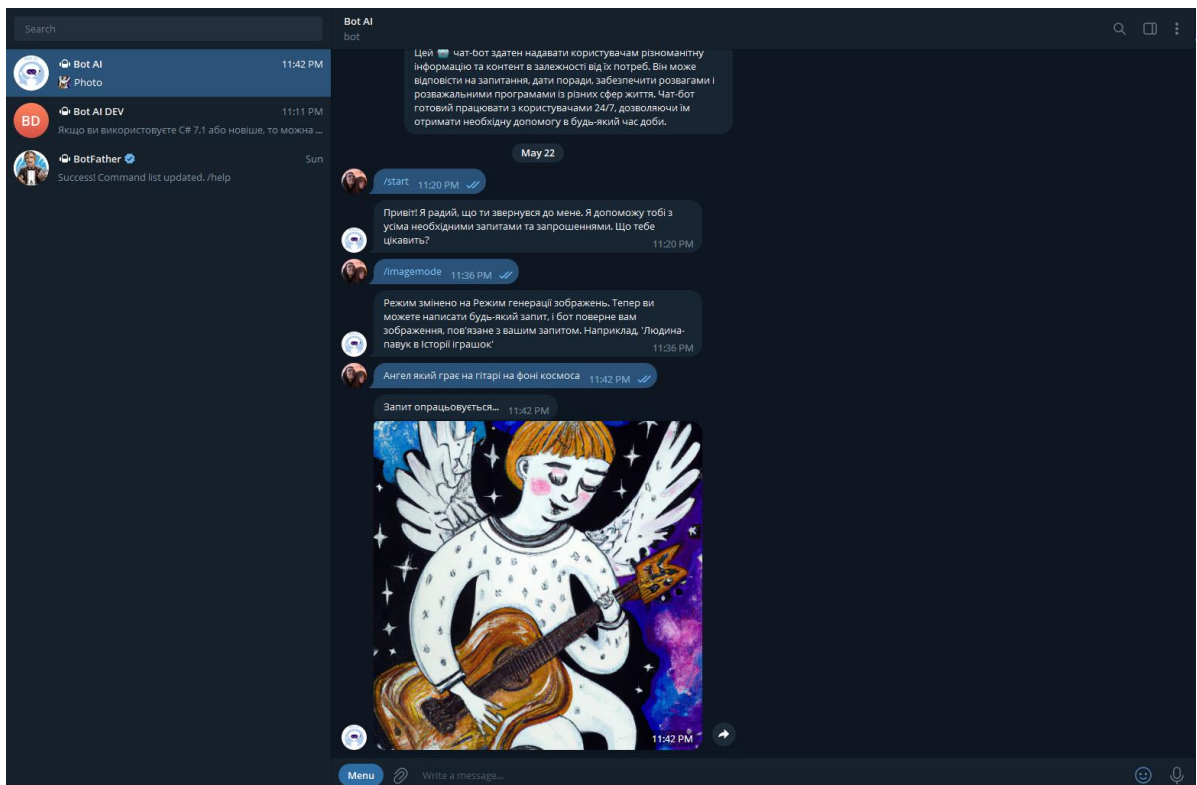 Search
Bot AI
11:42 PM
Photo
BD
Bot AI DEV
11:11 PM
Якщо ви використовуєте C# 7.1 або новіше, то можна ...
BotFather
Sun
Success! Command list updated. /help
Bot AI
bot
Цей чат-бот здатен надавати користувачам різноманітну
інформацію та контент в залежності від їх потреб. Він може
відповісти на запитання, дати поради, забезпечити розвагами і
розважальними програмами із різних сфер життя. Чат-бот
готовий працювати з користувачами 24/7, дозволяючи їм
отримати необхідну допомогу в будь-який час доби.
May 22
/start 11:20 PM
Привіт! Я радий, що ти звернувся до мене. Я допоможу тобі з
усіма необхідними запитами та запрошеннями. Що тебе
цікавить? 11:20 PM
/imagemode 11:36 PM
Режим змінено на Режим генерації зображень. Тепер ви
можете написати будь-який запит, і бот поверне вам
зображення, пов'язане з вашим запитом. Наприклад, 'Людина-
павук в Історії іграшок' 11:36 PM
Ангел який грає на гітарі на фоні космоса 11:42 PM
Запит опрацьовується... 11:42 PM
11:42 PM
Menu
Write a message...